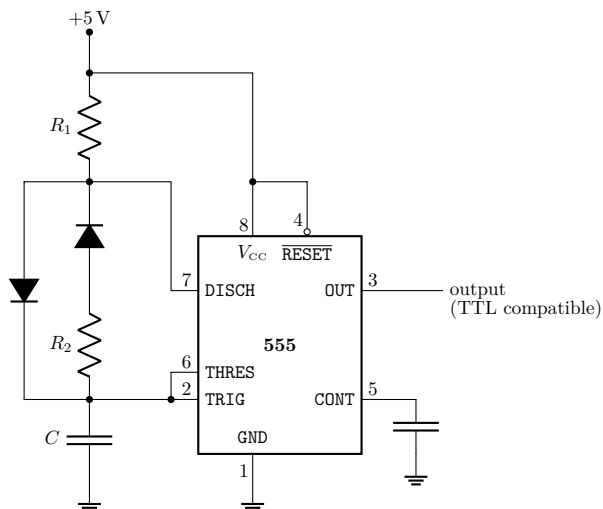 +5 V
R1
8
4
VCC
RESET
7
DISCH
OUT
3
output
(TTL compatible)
R2
555
6
THRES
2
TRIG
CONT
5
C
GND
1